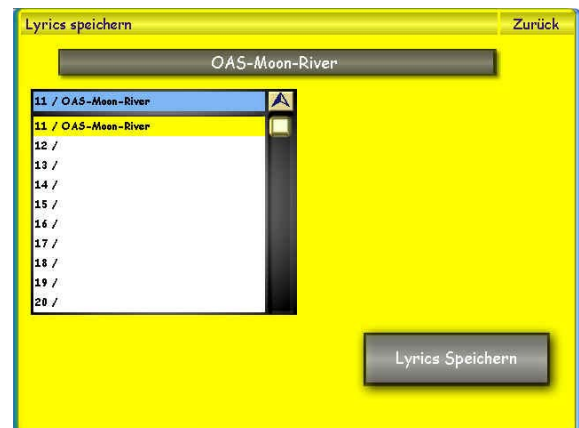 Lyrics speichern
Zurück
OAS-Moon-River
11 / OAS-Moon-River
11 / OAS-Moon-River
12 /
13 /
14 /
15 /
16 /
17 /
18 /
19 /
20 /
Lyrics Speichern